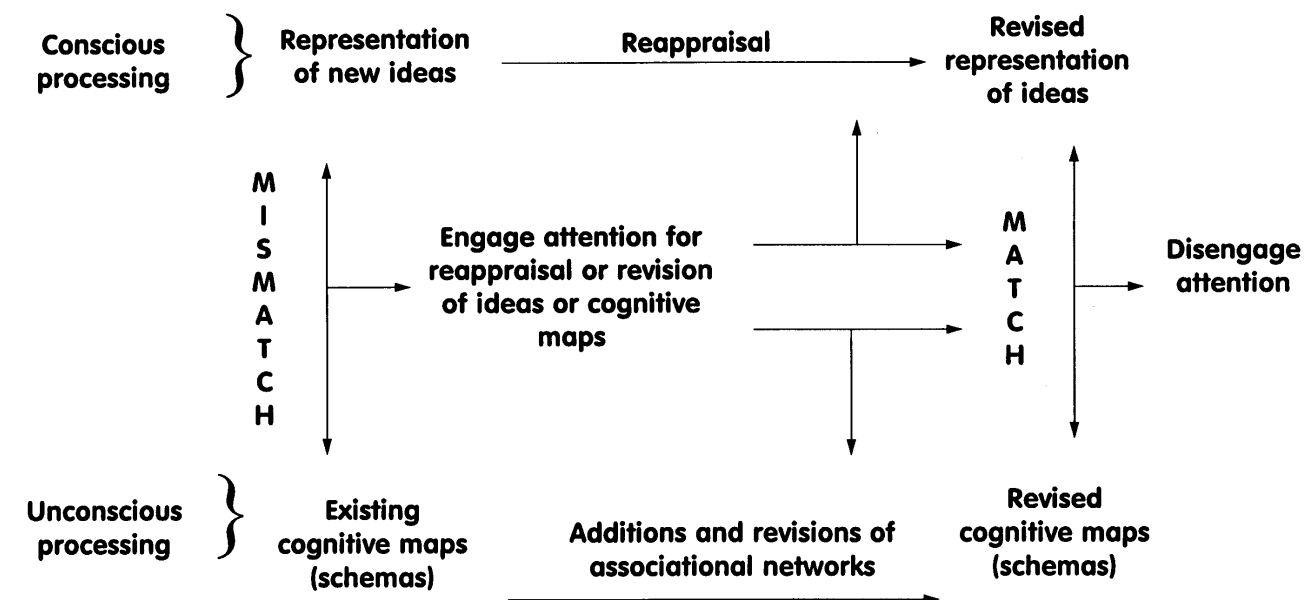 Conscious
processing
Representation
of new ideas
Reappraisal
Revised
representation
of ideas
MISMATCH
Engage attention for
reappraisal or revision
of ideas or cognitive
maps
MATCH
Disengage
attention
Unconscious
processing
Existing
cognitive maps
(schemas)
Additions and revisions of
associational networks
Revised
cognitive maps
(schemas)